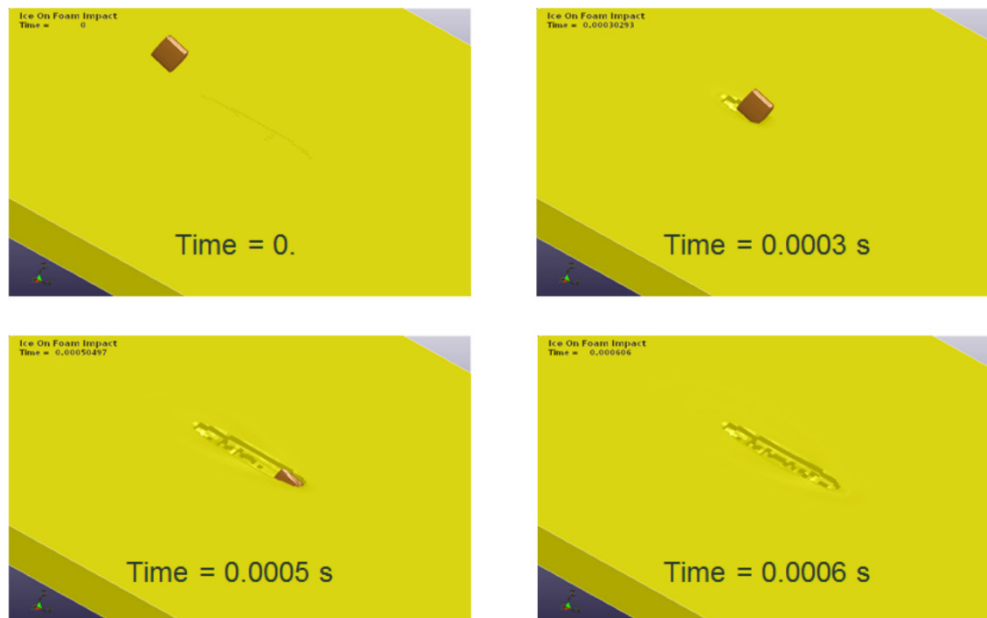 Ice On Foam Impact
Time = 0
Time = 0.
Ice On Foam Impact
Time = 0.00030293
Time = 0.0003 s
Ice On Foam Impact
Time = 0.00050497
Time = 0.0005 s
Ice On Foam Impact
Time = 0.000606
Time = 0.0006 s